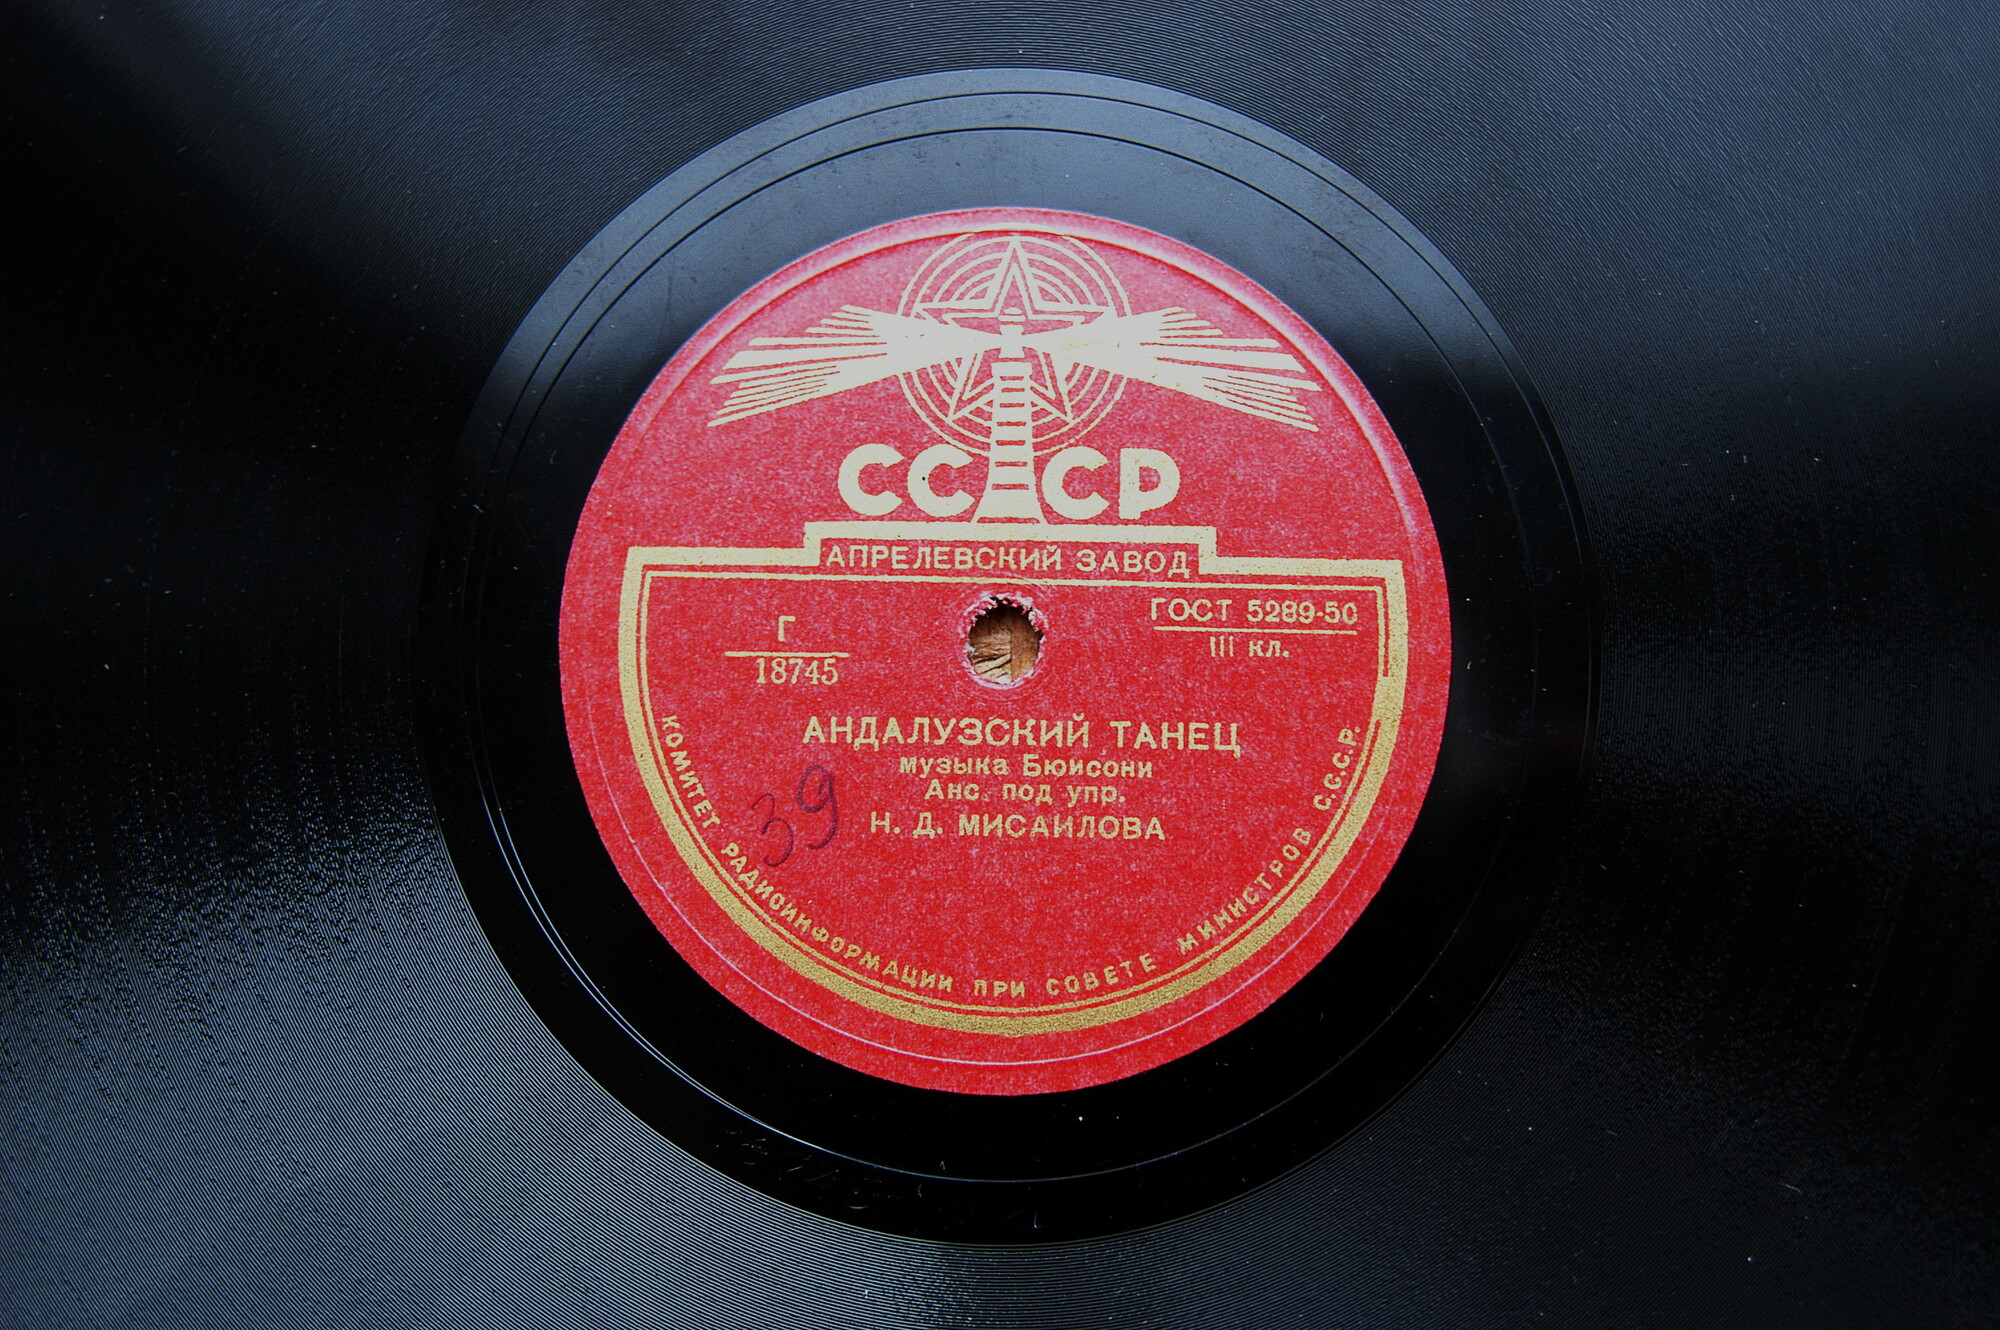 СССР
АПРЕЛЕВСКИЙ ЗАВОД
Г
18745
ГОСТ 5289-50
III кл.
АНДАЛУЗСКИЙ ТАНЕЦ
музыка Бюисони
Анс. под упр.
Н. Д. МИСАИЛОВА
39
КОМИТЕТ РАДИОИНФОРМАЦИИ ПРИ СОВЕТЕ МИНИСТРОВ С.С.С.Р.